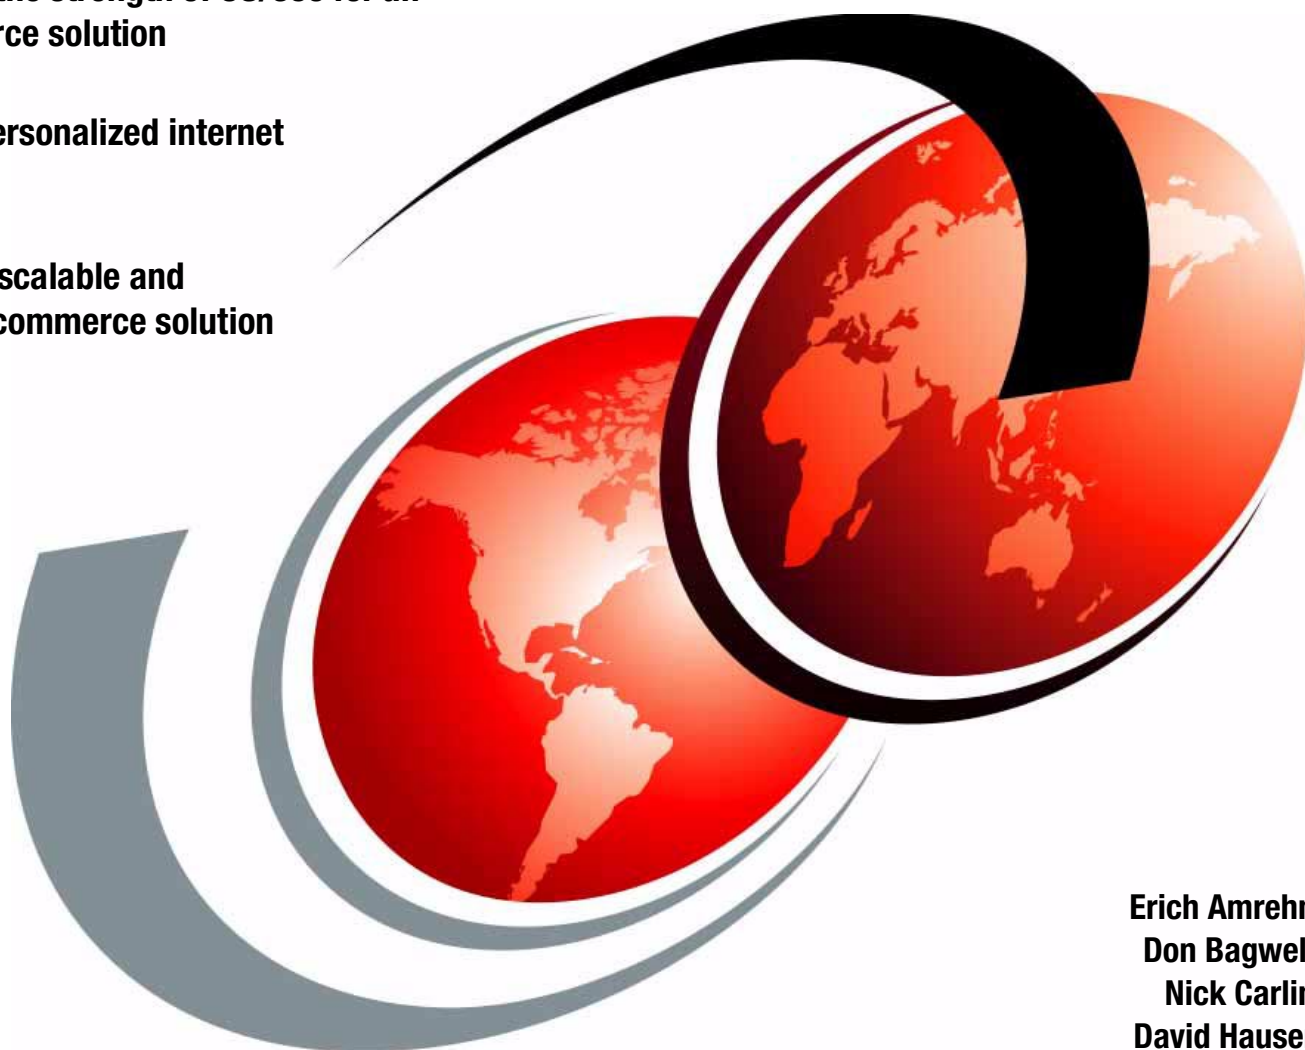 rce solution
ersonalized internet
scalable and
commerce solution
Erich Amrehn
Don Bagwel
Nick Carlin
David Hause